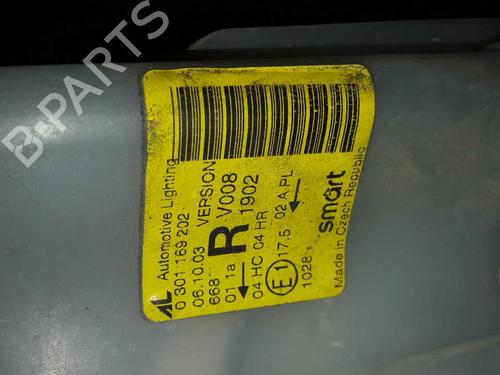 AL Automotive Lighting
0 301 169 202
06.10.03 VERSION
668 R V008
1902
01 1a
04 HC 04 HR
E1 17.5 02 A PL
1028
smart
Made in Czech Republic
B-PARTS